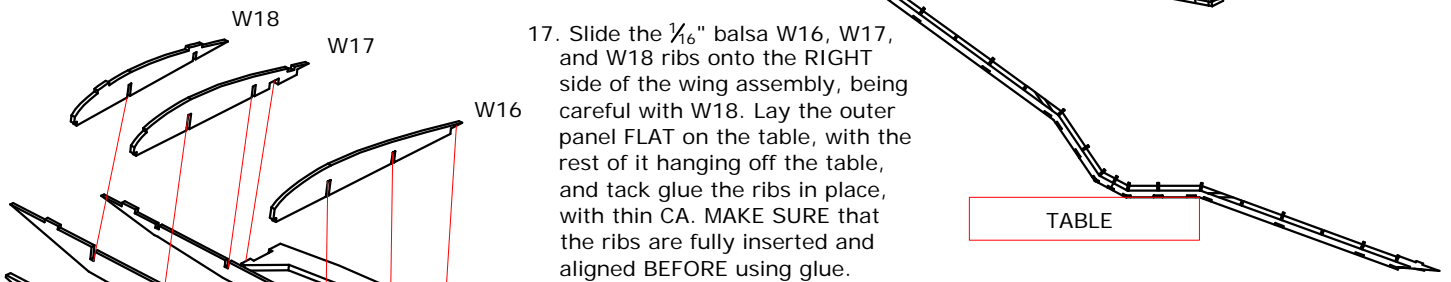 W18
W17
W16
17. Slide the 1⁄16" balsa W16, W17,
and W18 ribs onto the RIGHT
side of the wing assembly, being
careful with W18. Lay the outer
panel FLAT on the table, with the
rest of it hanging off the table,
and tack glue the ribs in place,
with thin CA. MAKE SURE that
the ribs are fully inserted and
aligned BEFORE using glue.
TABLE